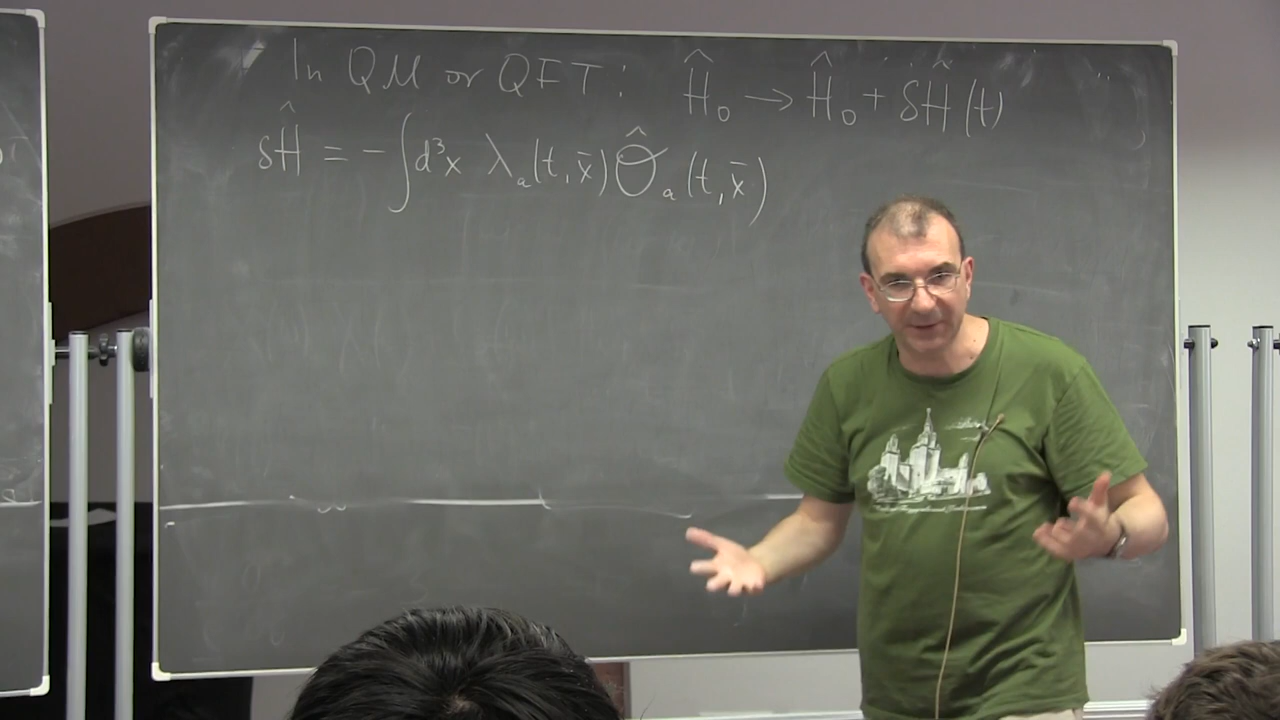 In QM or QFT: Ĥ₀ → Ĥ₀ + δĤ(t)
δĤ = - ∫d³x λₐ(t, x̄) Ôₐ(t, x̄)